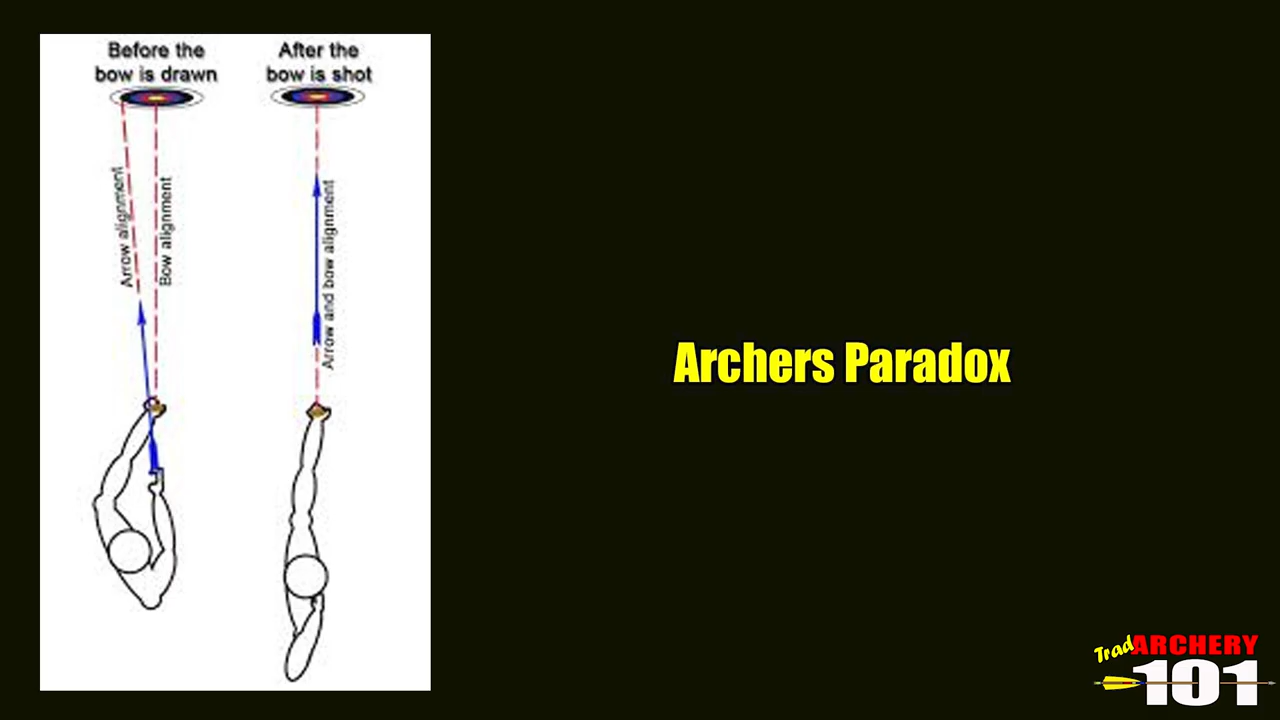 Before the
bow is drawn
After the
bow is shot
Arrow alignment
Bow alignment
Arrow and bow alignment
Archers Paradox
Trad ARCHERY
101